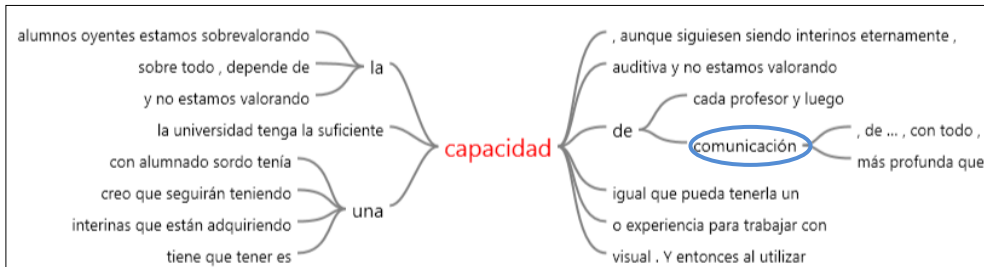 alumnos oyentes estamos sobrevalorando
sobre todo , depende de
y no estamos valorando
la
la universidad tenga la suficiente
con alumnado sordo tenía
creo que seguirán teniendo
interinas que están adquiriendo
tiene que tener es
una
capacidad
, aunque siguiesen siendo interinos eternamente ,
auditiva y no estamos valorando
de
cada profesor y luego
comunicación
, de ... , con todo ,
más profunda que
igual que pueda tenerla un
o experiencia para trabajar con
visual . Y entonces al utilizar